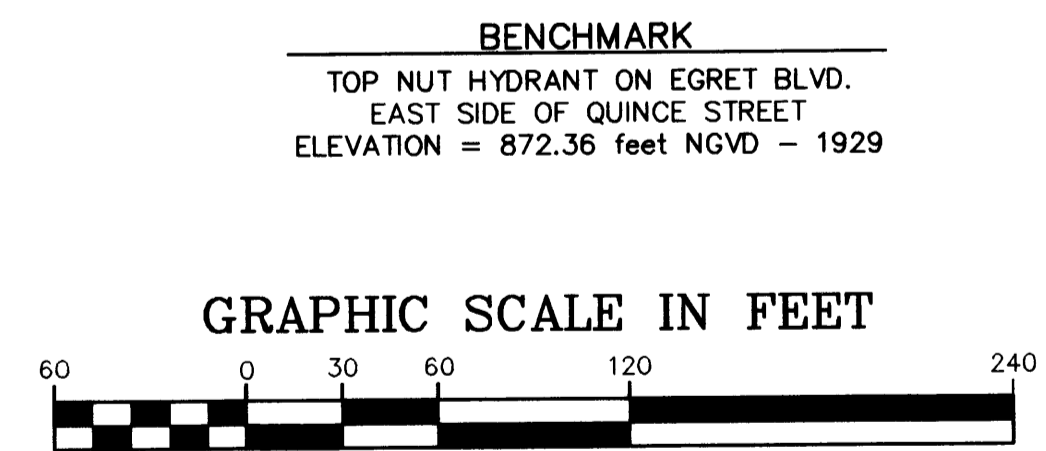 BENCHMARK
TOP NUT HYDRANT ON EGRET BLVD.
EAST SIDE OF QUINCE STREET
ELEVATION = 872.36 feet NGVD – 1929
GRAPHIC SCALE IN FEET
60 0 30 60 120 240